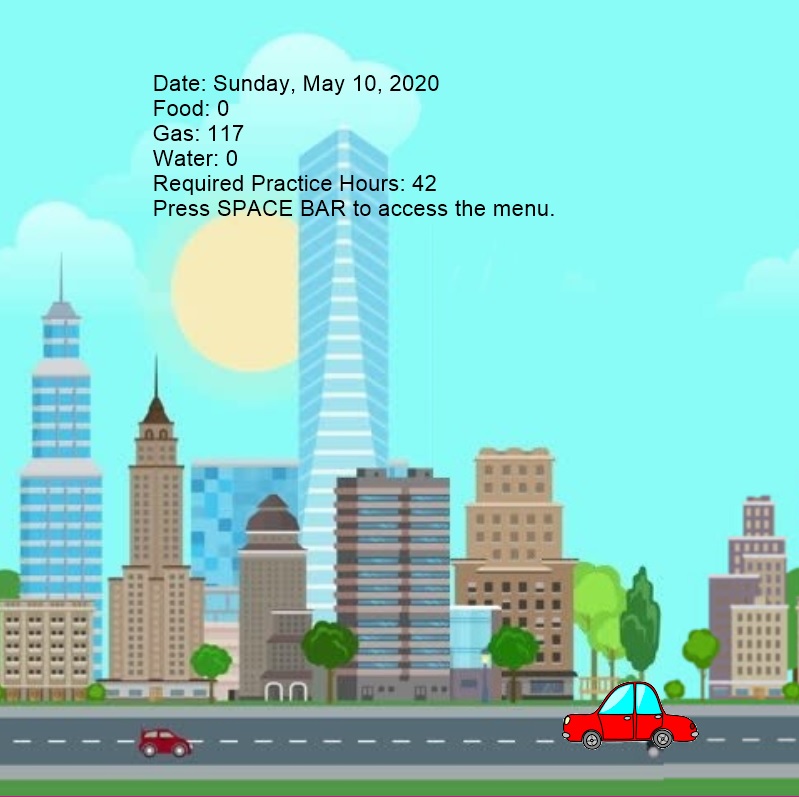 Date: Sunday, May 10, 2020
Food: 0
Gas: 117
Water: 0
Required Practice Hours: 42
Press SPACE BAR to access the menu.